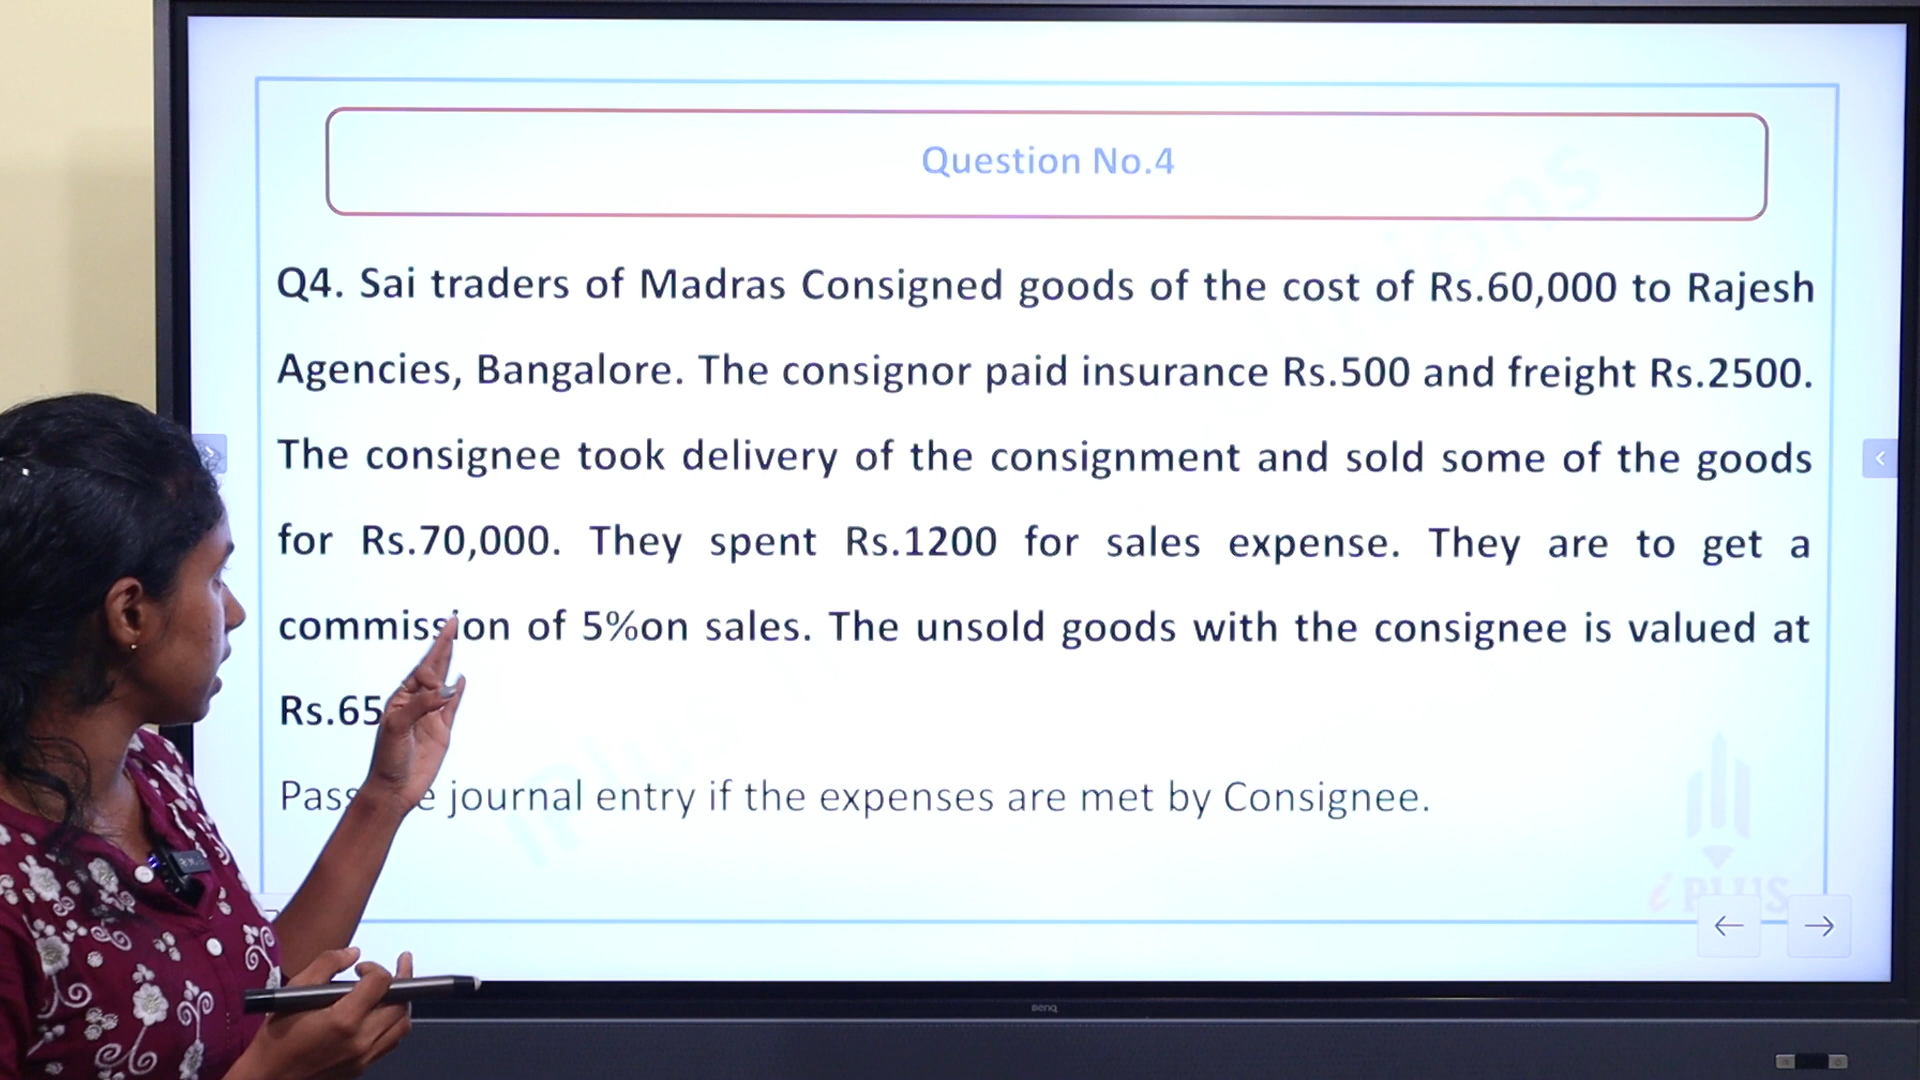 Question No.4
Q4. Sai traders of Madras Consigned goods of the cost of Rs.60,000 to Rajesh
Agencies, Bangalore. The consignor paid insurance Rs.500 and freight Rs.2500.
The consignee took delivery of the consignment and sold some of the goods
for Rs.70,000. They spent Rs.1200 for sales expense. They are to get a
commission of 5%on sales. The unsold goods with the consignee is valued at
Rs.65
journal entry if the expenses are met by Consignee.
i PLUS
BenQ